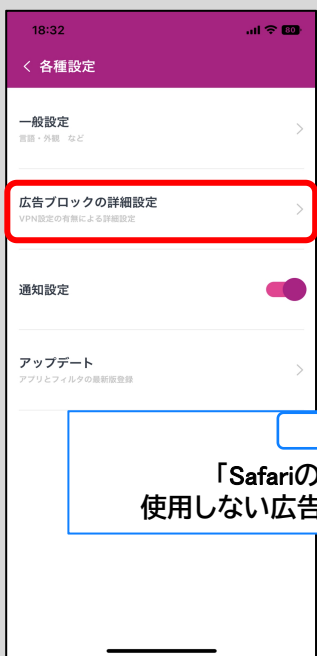 18:32
80
各種設定
一般設定
言語・外観 など
広告ブロックの詳細設定
VPN設定の有無による詳細設定
通知設定
アップデート
アプリとフィルタの最新版登録
「Safariの
使用しない広告